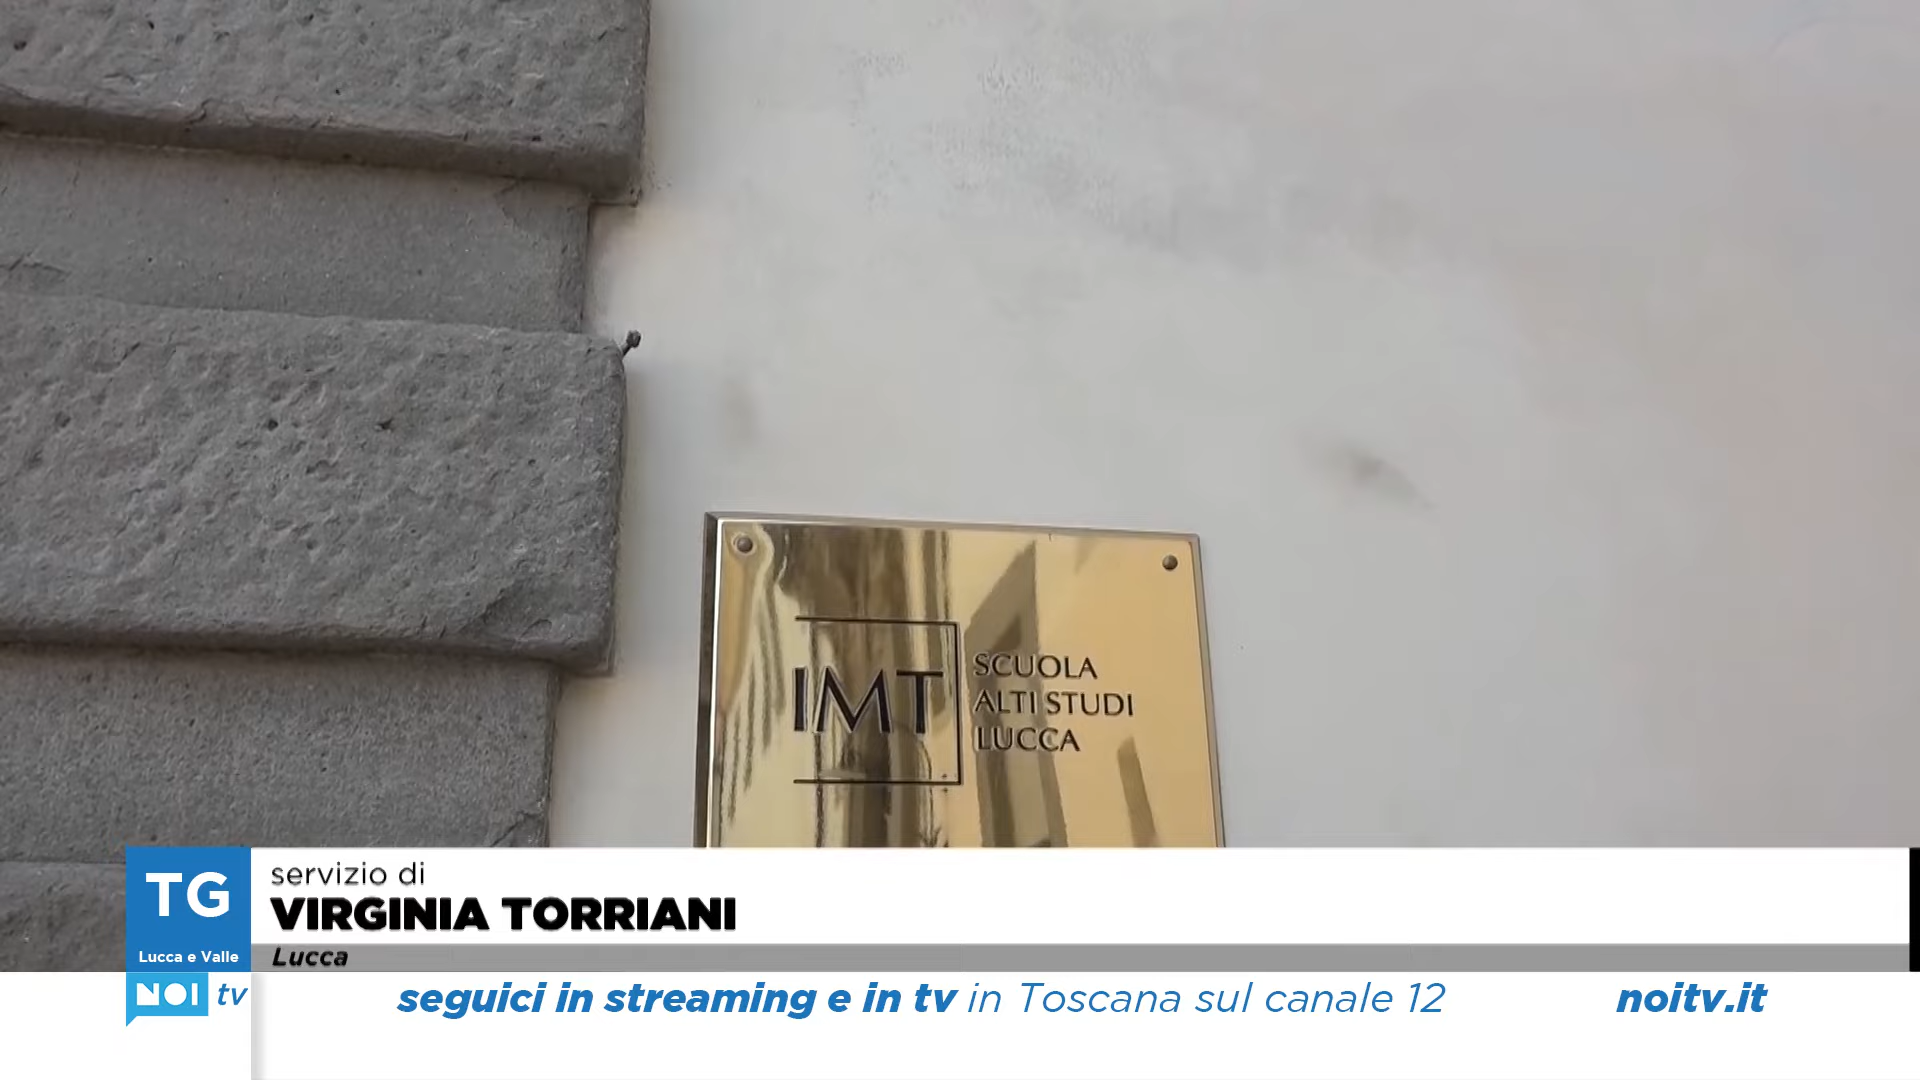 IMT
SCUOLA
ALTI STUDI
LUCCA
TG
Lucca e Valle
servizio di
VIRGINIA TORRIANI
Lucca
NOI tv
seguici in streaming e in tv in Toscana sul canale 12
noitv.it